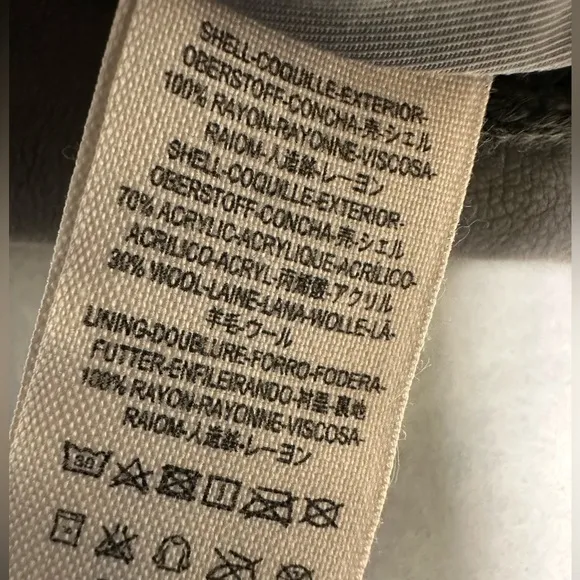 SHELL-COQUILLE-EXTERIOR-
OBERSTOFF-CONCHA-壳-シェル
100% RAYON-RAYONNE-VISCOSA-
RAIOM-人造絲-レーヨン
SHELL-COQUILLE-EXTERIOR-
OBERSTOFF-CONCHA-壳-シェル
70% ACRYLIC-ACRYLIQUE-ACRILICO-
ACRILICO-ACRYL-丙烯酸-アクリル
30% WOOL-LAINE-LANA-WOLLE-LÃ-
羊毛-ウール
LINING-DOUBLURE-FORRO-FODERA-
FUTTER-ENFILEIRANDO-衬里-裏地
100% RAYON-RAYONNE-VISCOSA-
RAIOM-人造絲-レーヨン
30